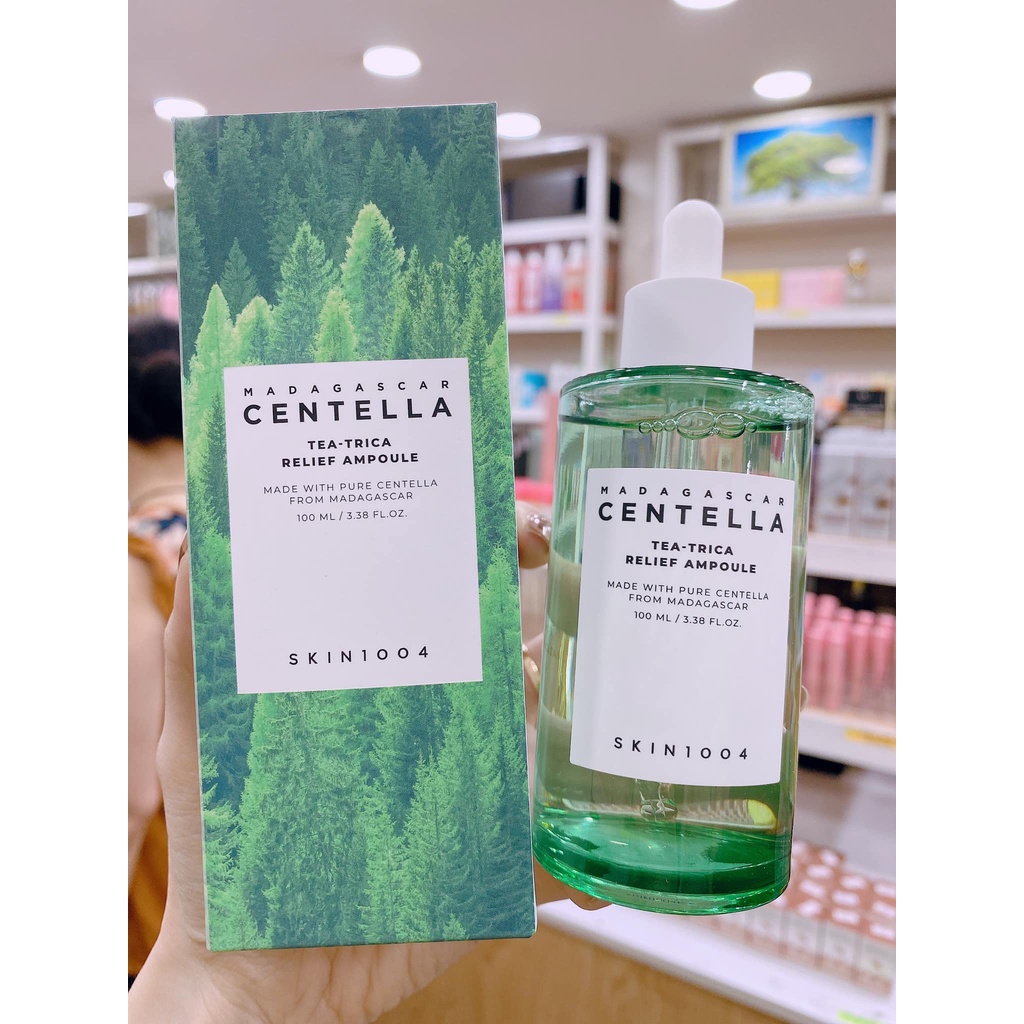 MADAGASCAR
CENTELLA
TEA-TRICA
RELIEF AMPOULE
MADE WITH PURE CENTELLA
FROM MADAGASCAR
100 ML / 3.38 FL.OZ.
SKIN1004
MADAGASCAR
CENTELLA
TEA-TRICA
RELIEF AMPOULE
MADE WITH PURE CENTELLA
FROM MADAGASCAR
100 ML / 3.38 FL.OZ.
SKIN1004